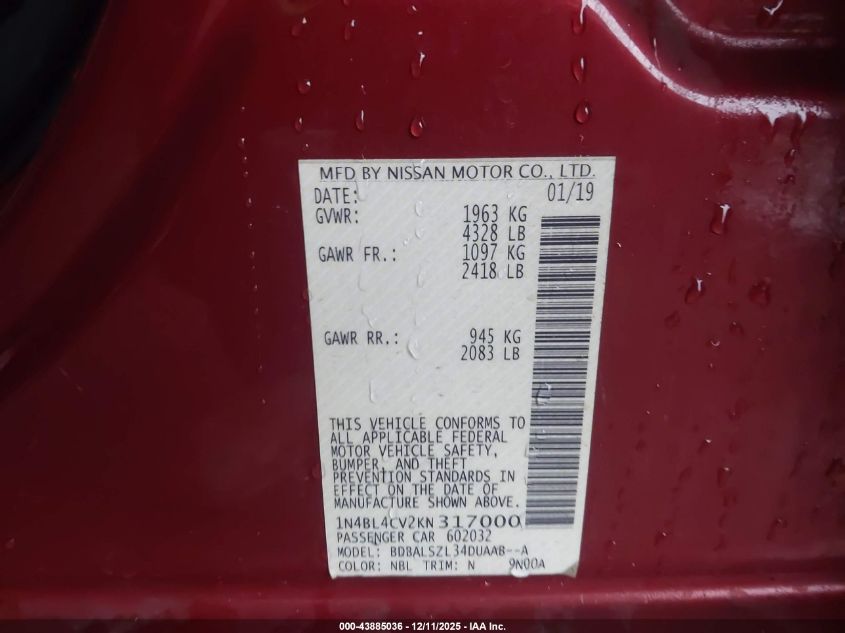 MFD BY NISSAN MOTOR CO., LTD.
DATE: 01/19
GVWR: 1963 KG
4328 LB
GAWR FR.: 1097 KG
2418 LB
GAWR RR.: 945 KG
2083 LB
THIS VEHICLE CONFORMS TO
ALL APPLICABLE FEDERAL
MOTOR VEHICLE SAFETY,
BUMPER, AND THEFT
PREVENTION STANDARDS IN
EFFECT ON THE DATE OF
MANUFACTURE SHOWN ABOVE.
1N4BL4CV2KN317000
PASSENGER CAR 602032
MODEL: BDBALSZL34DUAAB--A
COLOR: NBL TRIM: N 9N00A
000-43885036 - 12/11/2025 - IAA Inc.